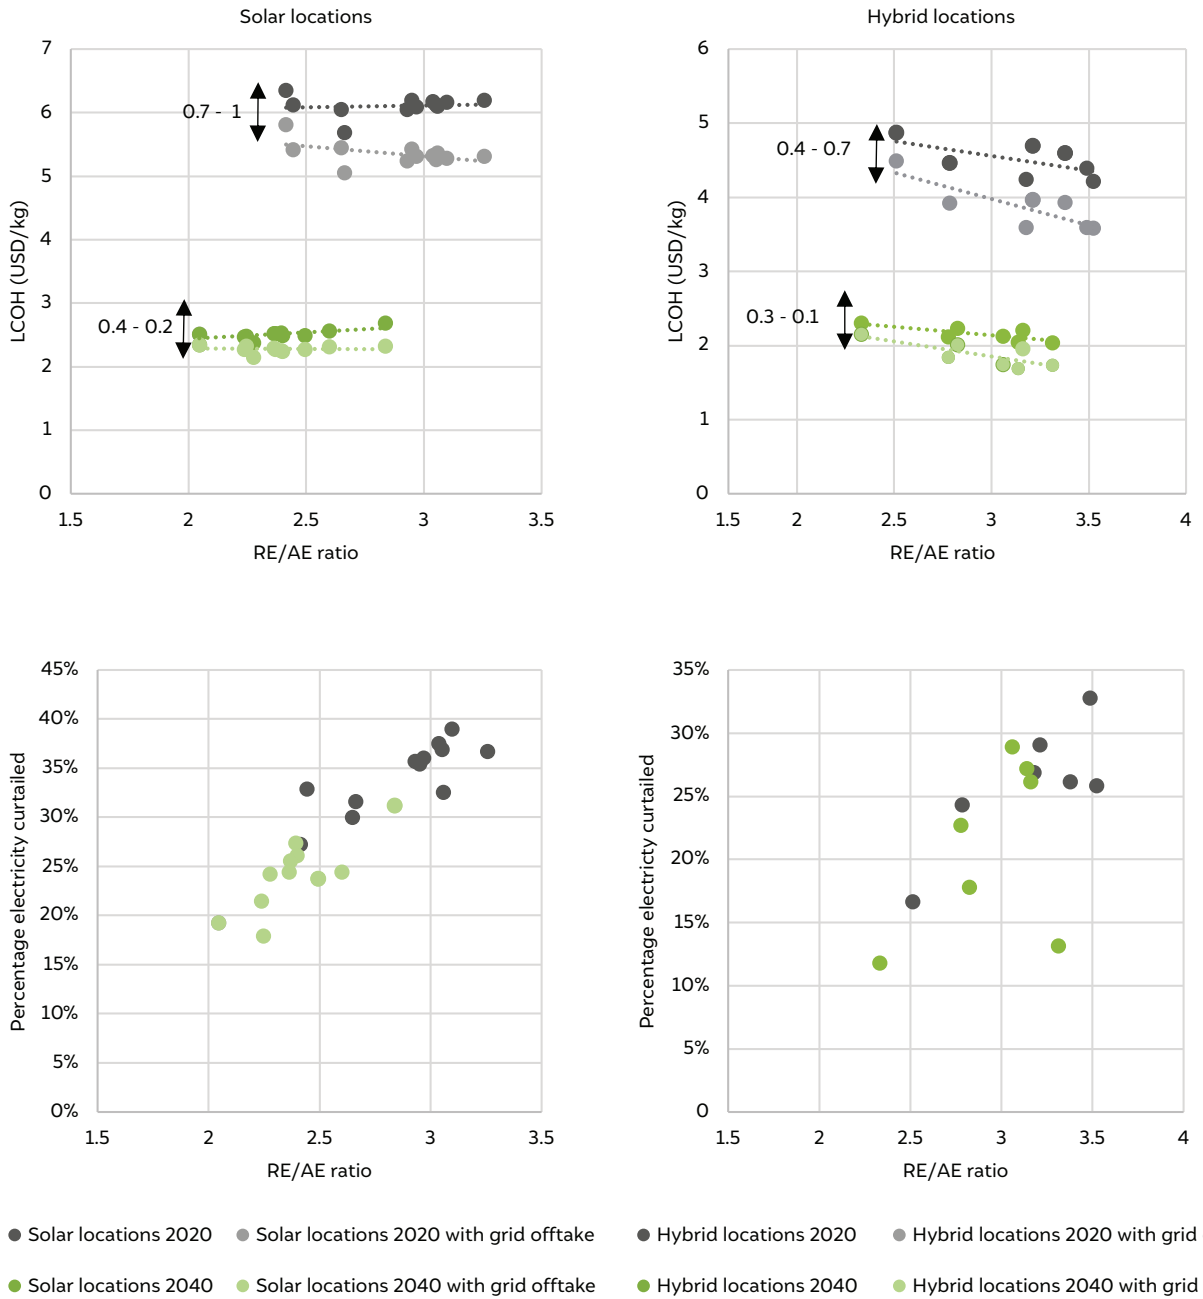 Solar locations
7
6
5
4
3
2
1
0
LCOH (USD/kg)
0.7 - 1
0.4 - 0.2
1.5 2 2.5 3 3.5
RE/AE ratio
Hybrid locations
6
5
4
3
2
1
0
LCOH (USD/kg)
0.4 - 0.7
0.3 - 0.1
1.5 2 2.5 3 3.5 4
RE/AE ratio
45%
40%
35%
30%
25%
20%
15%
10%
5%
0%
Percentage electricity curtailed
1.5 2 2.5 3 3.5
RE/AE ratio
35%
30%
25%
20%
15%
10%
5%
0
Percentage electricty curtailed
1.5 2 2.5 3 3.5 4
RE/AE ratio
Solar locations 2020 Solar locations 2020 with grid offtake Hybrid locations 2020 Hybrid locations 2020 with grid
Solar locations 2040 Solar locations 2040 with grid offtake Hybrid locations 2040 Hybrid locations 2040 with grid